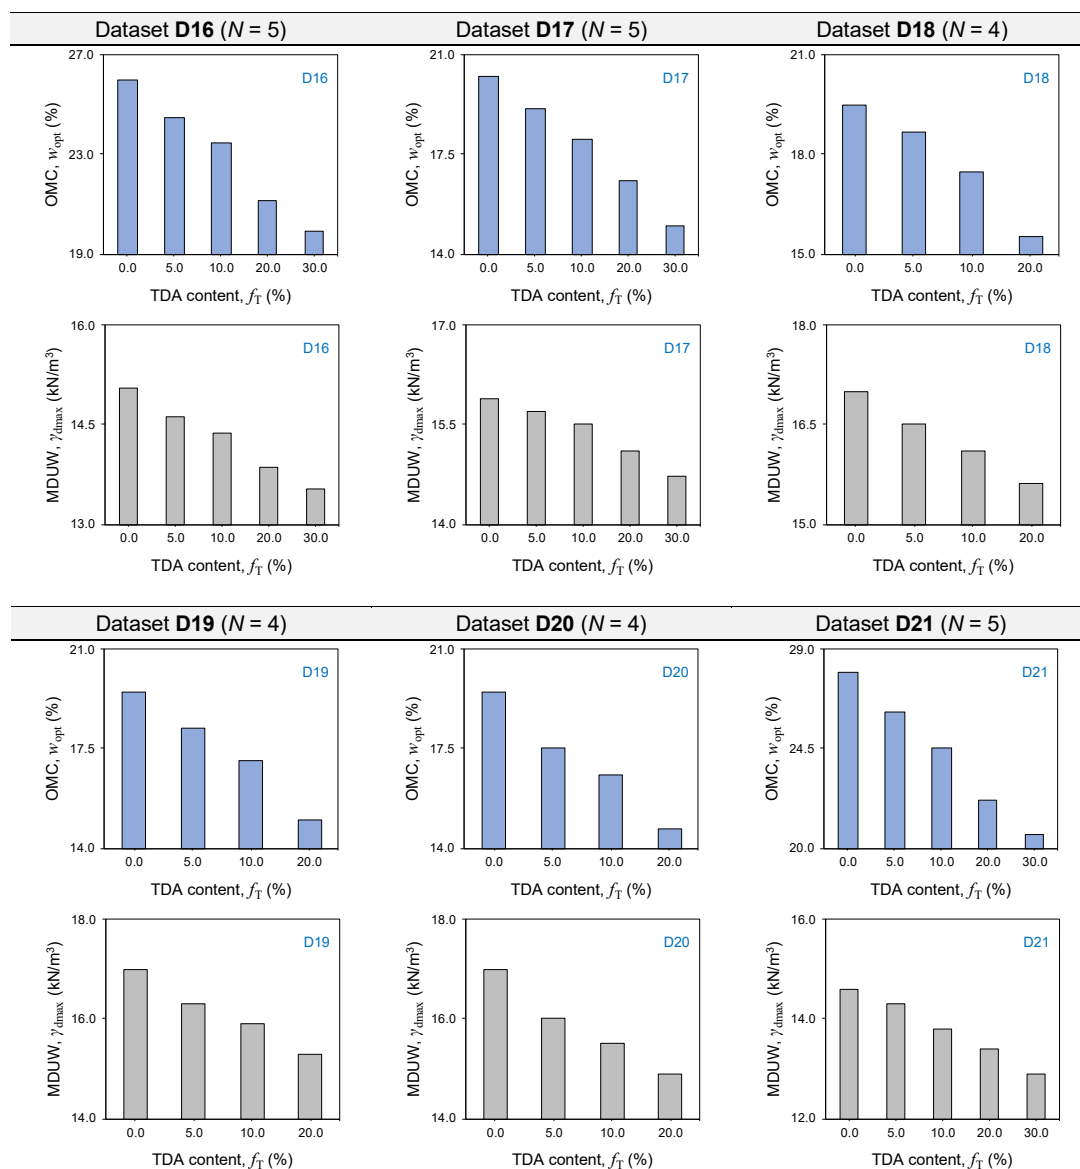 Dataset D16 (N = 5) Dataset D17 (N = 5) Dataset D18 (N = 4)
27.0
23.0
19.0
OMC, wopt (%)
D16
0.0 5.0 10.0 20.0 30.0
TDA content, fT (%)
21.0
17.5
14.0
OMC, wopt (%)
D17
0.0 5.0 10.0 20.0 30.0
TDA content, fT (%)
21.0
18.0
15.0
OMC, wopt (%)
D18
0.0 5.0 10.0 20.0
TDA content, fT (%)
16.0
14.5
13.0
MDUW, γdmax (kN/m³)
D16
0.0 5.0 10.0 20.0 30.0
TDA content, fT (%)
17.0
15.5
14.0
MDUW, γdmax (kN/m³)
D17
0.0 5.0 10.0 20.0 30.0
TDA content, fT (%)
18.0
16.5
15.0
MDUW, γdmax (kN/m³)
D18
0.0 5.0 10.0 20.0
TDA content, fT (%)
Dataset D19 (N = 4) Dataset D20 (N = 4) Dataset D21 (N = 5)
21.0
17.5
14.0
OMC, wopt (%)
D19
0.0 5.0 10.0 20.0
TDA content, fT (%)
21.0
17.5
14.0
OMC, wopt (%)
D20
0.0 5.0 10.0 20.0
TDA content, fT (%)
29.0
24.5
20.0
OMC, wopt (%)
D21
0.0 5.0 10.0 20.0 30.0
TDA content, fT (%)
18.0
16.0
14.0
MDUW, γdmax (kN/m³)
D19
0.0 5.0 10.0 20.0
TDA content, fT (%)
18.0
16.0
14.0
MDUW, γdmax (kN/m³)
D20
0.0 5.0 10.0 20.0
TDA content, fT (%)
16.0
14.0
12.0
MDUW, γdmax (kN/m³)
D21
0.0 5.0 10.0 20.0 30.0
TDA content, fT (%)